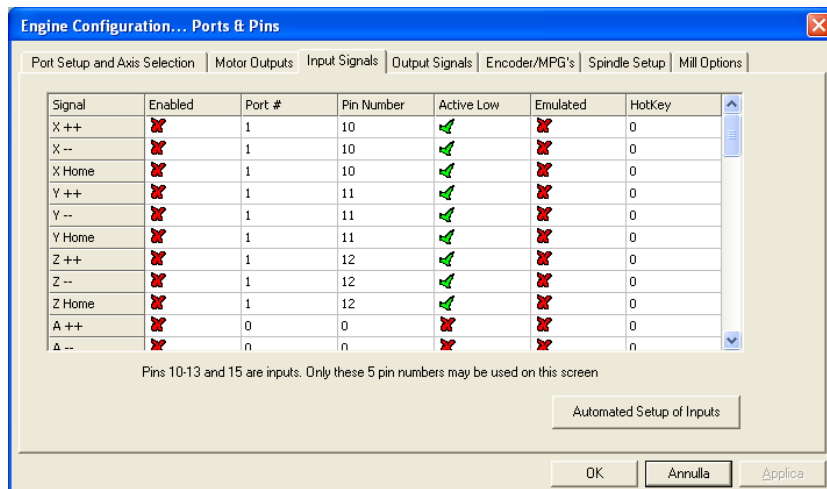 Engine Configuration... Ports & Pins
Port Setup and Axis Selection Motor Outputs Input Signals Output Signals Encoder/MPG's Spindle Setup Mill Options
Signal Enabled Port # Pin Number Active Low Emulated HotKey
X ++ 1 10 0
X -- 1 10 0
X Home 1 10 0
Y ++ 1 11 0
Y -- 1 11 0
Y Home 1 11 0
Z ++ 1 12 0
Z -- 1 12 0
Z Home 1 12 0
A ++ 0 0 0
A -- 0 0 0
Pins 10-13 and 15 are inputs. Only these 5 pin numbers may be used on this screen
Automated Setup of Inputs
OK Annulla Applica